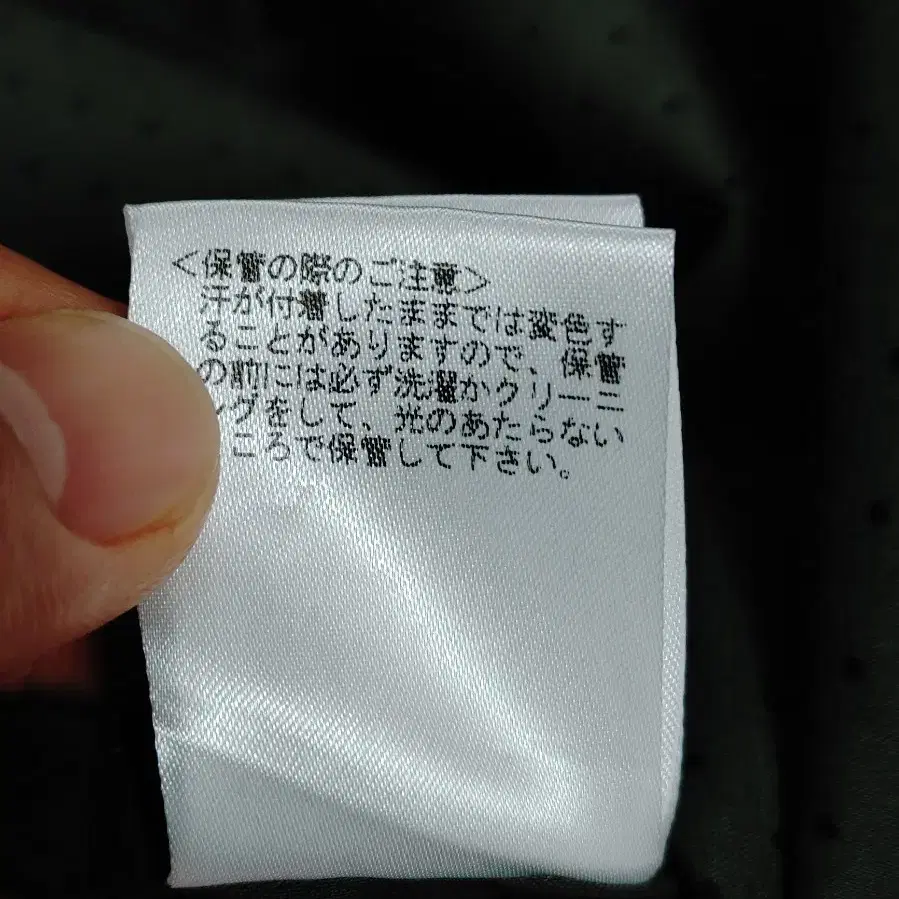 <保管の際のご注意>
汗が付着したままでは変色す
ることがありますので、保管
の前には必ず洗濯かクリーニ
ングをして、光のあたらない
ころで保管して下さい。